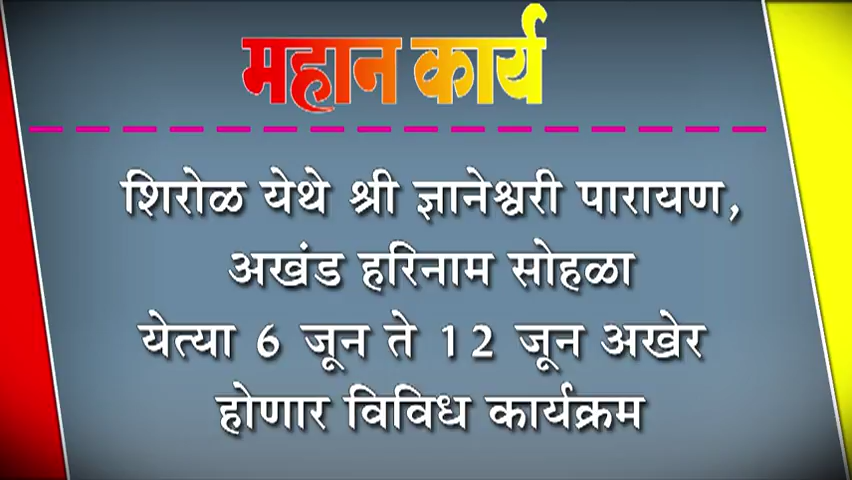 महान कार्य
शिरोळ येथे श्री ज्ञानेश्वरी पारायण,
अखंड हरिनाम सोहळा
येत्या 6 जून ते 12 जून अखेर
होणार विविध कार्यक्रम